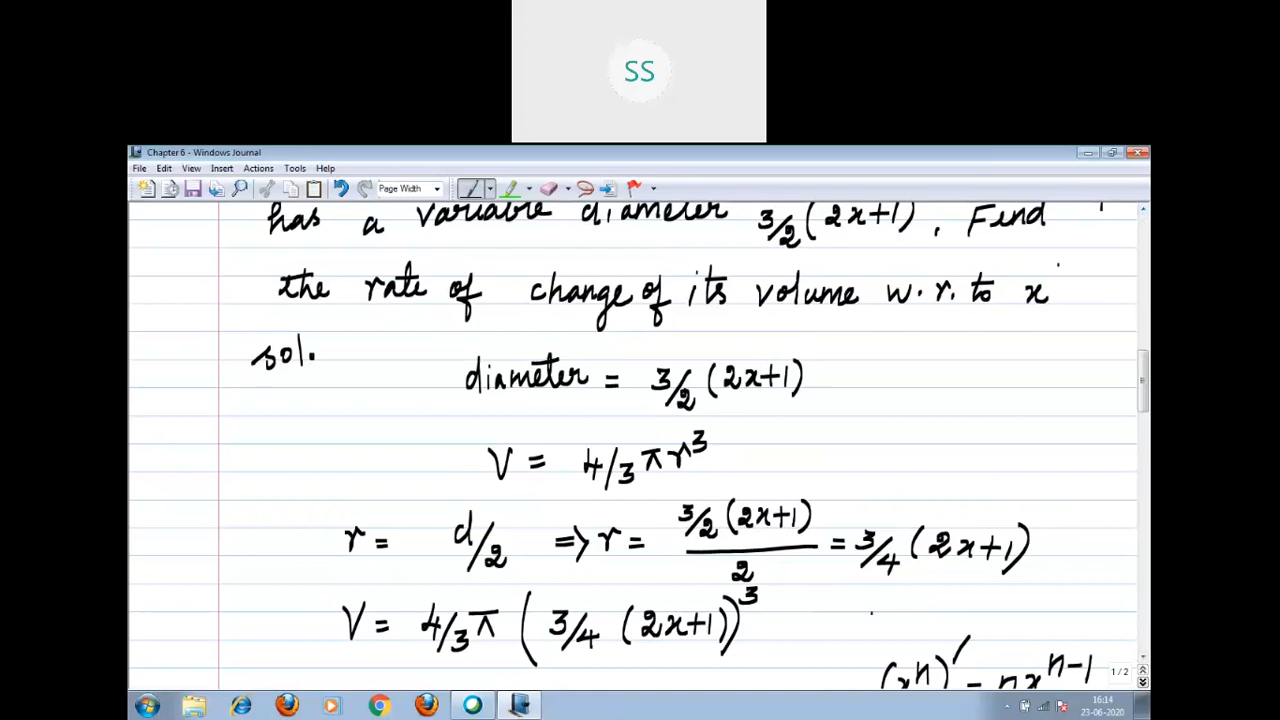 SS
Chapter 6 - Windows Journal
File Edit View Insert Actions Tools Help
Page Width
has a variable diameter 3/2(2x+1), Find
the rate of change of its volume w.r. to x
sol.
diameter = 3/2 (2x+1)
V = 4/3 πr³
r = d/2 => r = (3/2 (2x+1))/2 = 3/4 (2x+1)
V = 4/3 π (3/4 (2x+1))³
(xⁿ)′ = nxⁿ⁻¹
1/2
16:14
23-06-2020